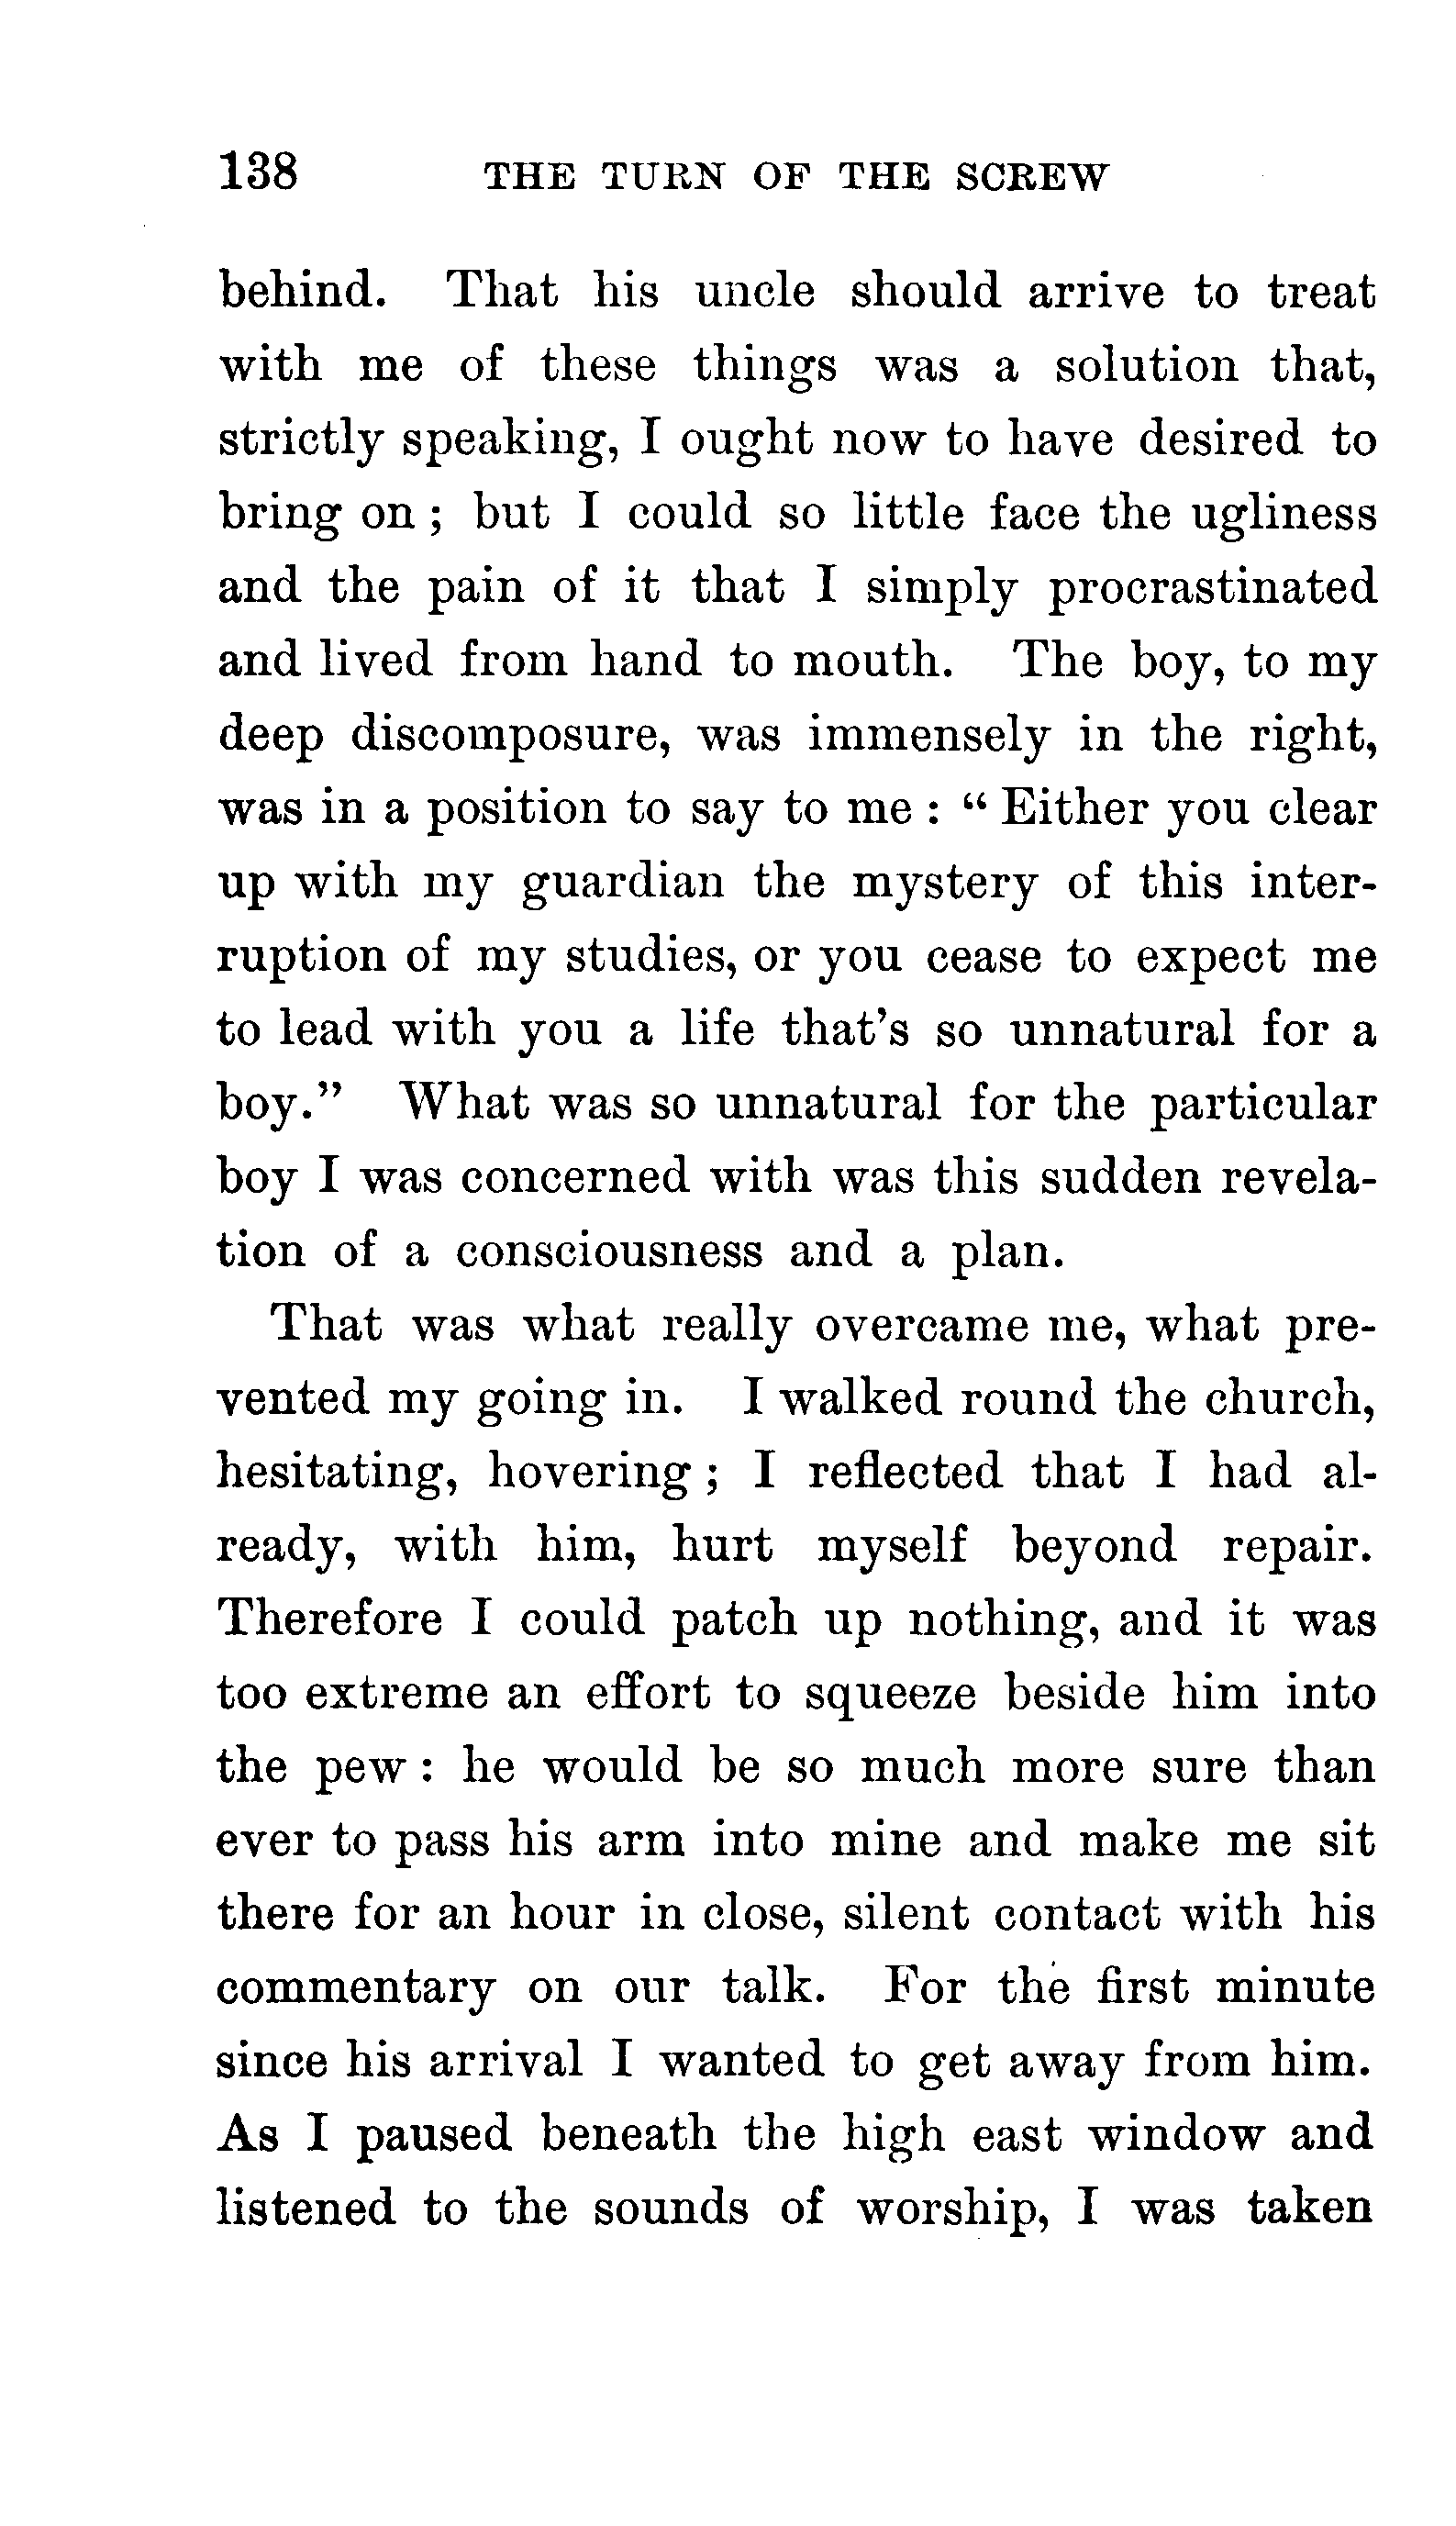 138 THE TURN OF THE SCREW
behind. That his uncle should arrive to treat
with me of these things was a solution that,
strictly speaking, I ought now to have desired to
bring on ; but I could so little face the ugliness
and the pain of it that I simply procrastinated
and lived from hand to mouth. The boy, to my
deep discomposure, was immensely in the right,
was in a position to say to me : “ Either you clear
up with my guardian the mystery of this inter-
ruption of my studies, or you cease to expect me
to lead with you a life that’s so unnatural for a
boy.” What was so unnatural for the particular
boy I was concerned with was this sudden revela-
tion of a consciousness and a plan.
That was what really overcame me, what pre-
vented my going in. I walked round the church,
hesitating, hovering ; I reflected that I had al-
ready, with him, hurt myself beyond repair.
Therefore I could patch up nothing, and it was
too extreme an effort to squeeze beside him into
the pew : he would be so much more sure than
ever to pass his arm into mine and make me sit
there for an hour in close, silent contact with his
commentary on our talk. For the first minute
since his arrival I wanted to get away from him.
As I paused beneath the high east window and
listened to the sounds of worship, I was taken